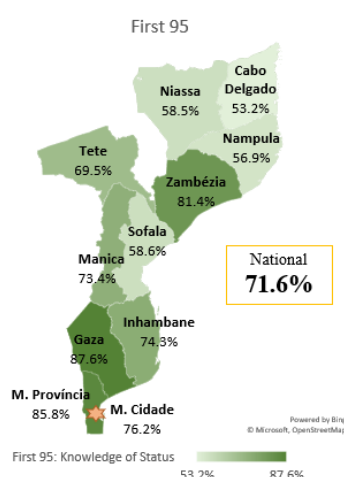 First 95
Cabo
Delgado
53.2%
Niassa
58.5%
Nampula
56.9%
Tete
69.5%
Zambézia
81.4%
Sofala
58.6%
Manica
73.4%
National
71.6%
Inhambane
74.3%
Gaza
87.6%
M. Província
85.8%
M. Cidade
76.2%
Powered by Bing
© Microsoft, OpenStreetMap
First 95: Knowledge of Status
53.2% 87.6%